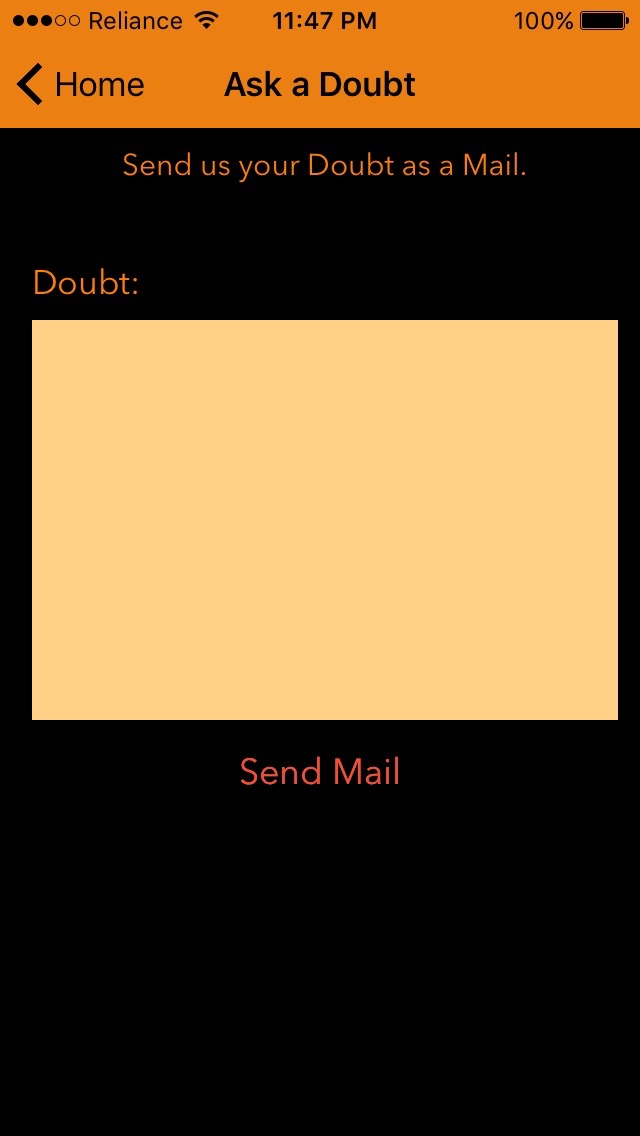 Reliance 11:47 PM 100%
Home Ask a Doubt
Send us your Doubt as a Mail.
Doubt:
Send Mail